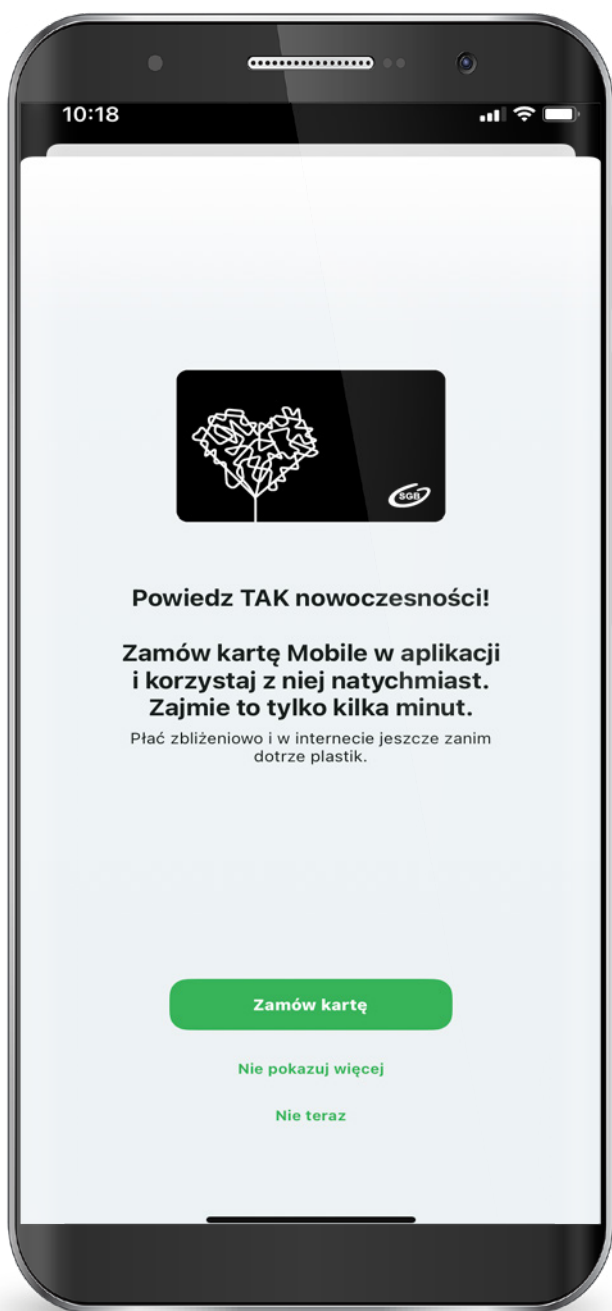 10:18
SGB
Powiedz TAK nowoczesności!
Zamów kartę Mobile w aplikacji
i korzystaj z niej natychmiast.
Zajmie to tylko kilka minut.
Płać zbliżeniowo i w internecie jeszcze zanim
dotrze plastik.
Zamów kartę
Nie pokazuj więcej
Nie teraz